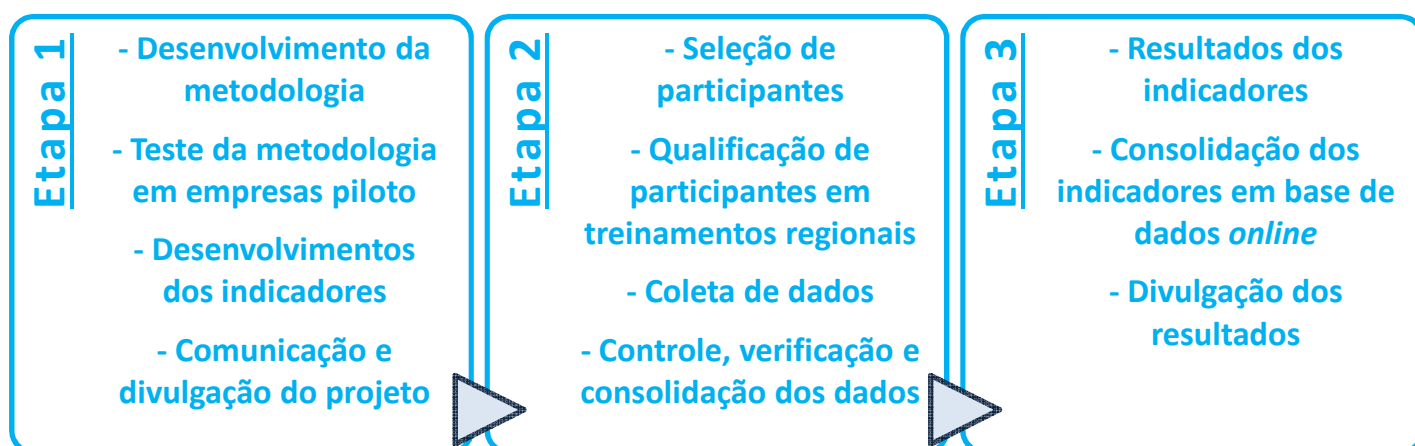 Etapa 1
- Desenvolvimento da
metodologia
- Teste da metodologia
em empresas piloto
- Desenvolvimentos
dos indicadores
- Comunicação e
divulgação do projeto
Etapa 2
- Seleção de
participantes
- Qualificação de
participantes em
treinamentos regionais
- Coleta de dados
- Controle, verificação e
consolidação dos dados
Etapa 3
- Resultados dos
indicadores
- Consolidação dos
indicadores em base de
dados online
- Divulgação dos
resultados